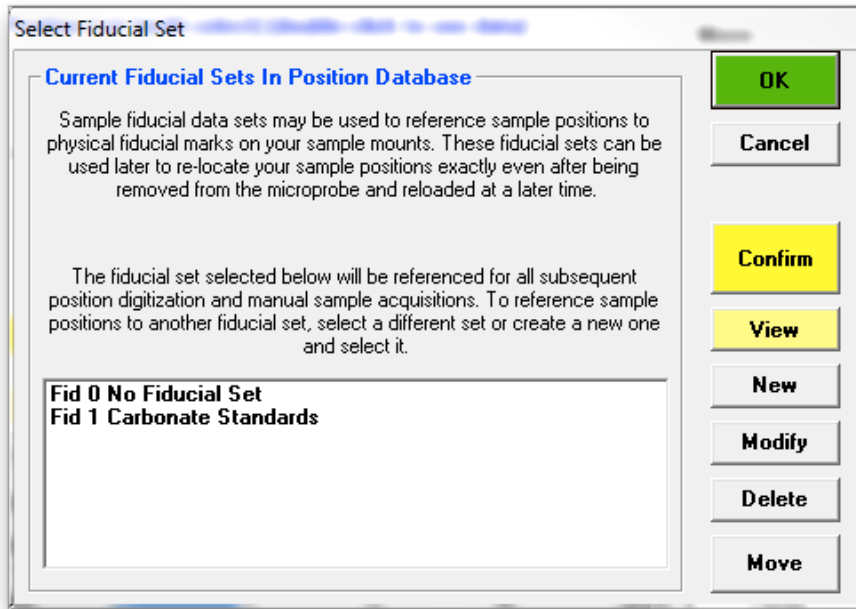 Select Fiducial Set
Current Fiducial Sets In Position Database
Sample fiducial data sets may be used to reference sample positions to
physical fiducial marks on your sample mounts. These fiducial sets can be
used later to re-locate your sample positions exactly even after being
removed from the microprobe and reloaded at a later time.
The fiducial set selected below will be referenced for all subsequent
position digitization and manual sample acquisitions. To reference sample
positions to another fiducial set, select a different set or create a new one
and select it.
Fid 0 No Fiducial Set
Fid 1 Carbonate Standards
OK
Cancel
Confirm
View
New
Modify
Delete
Move